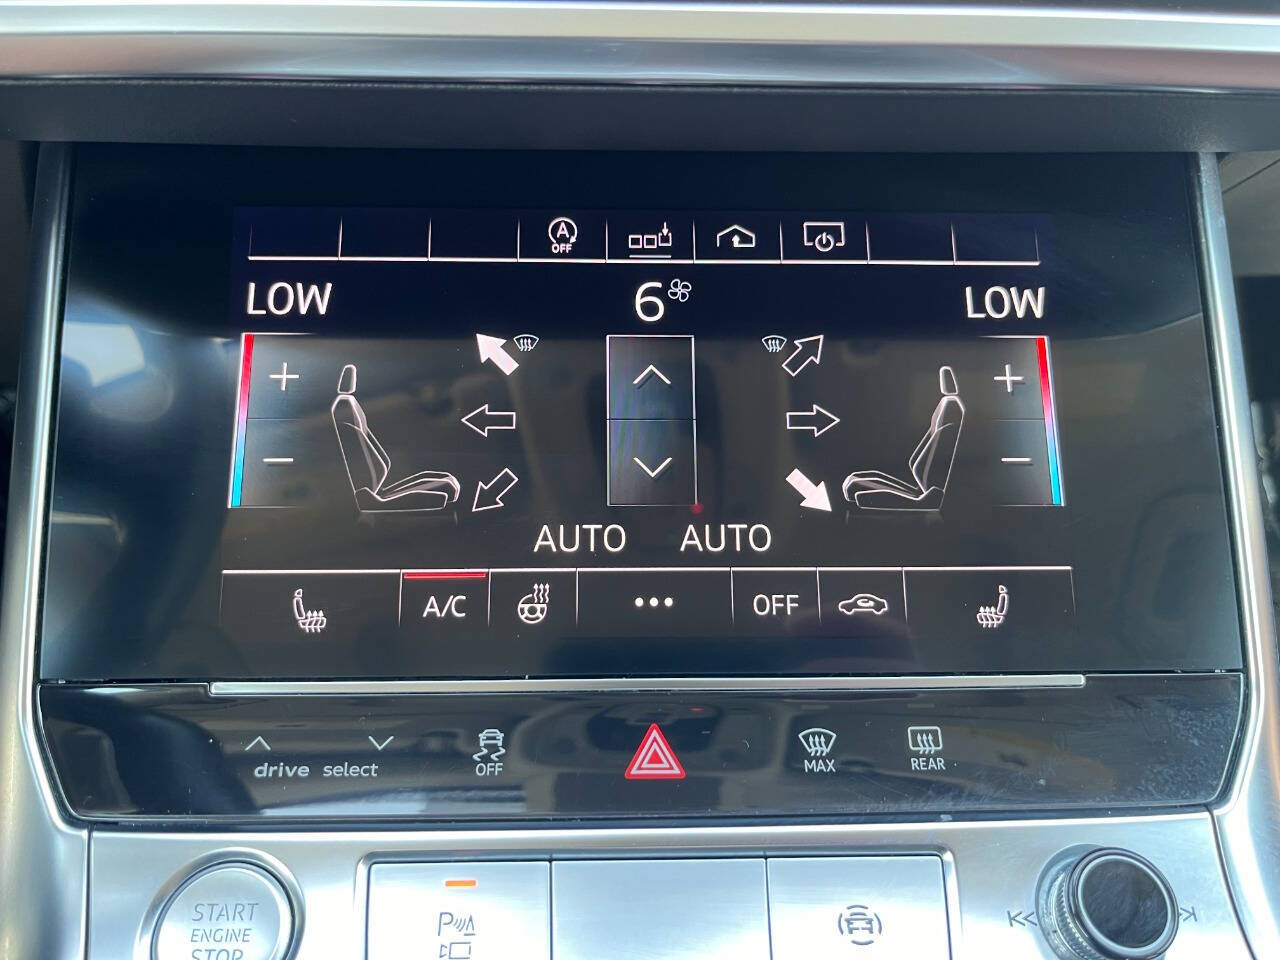 A
OFF
LOW
6
LOW
AUTO
AUTO
A/C
OFF
drive select
OFF
MAX
REAR
START
ENGINE
STOP
P